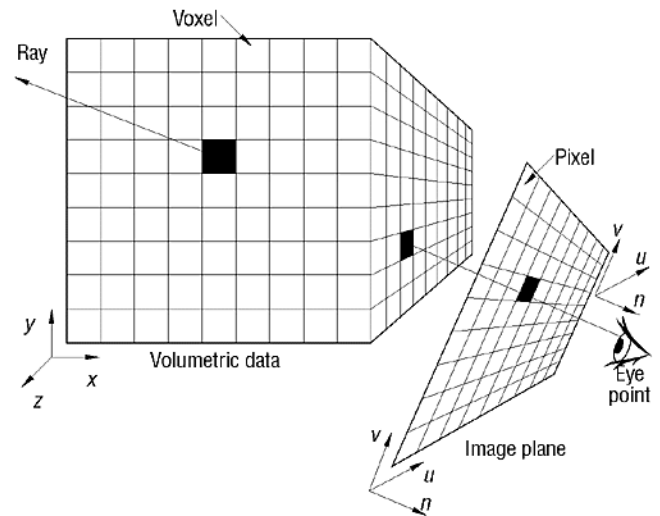 Voxel
Ray
Pixel
v
u
n
y
x
z
Volumetric data
Eye
point
v
u
n
Image plane